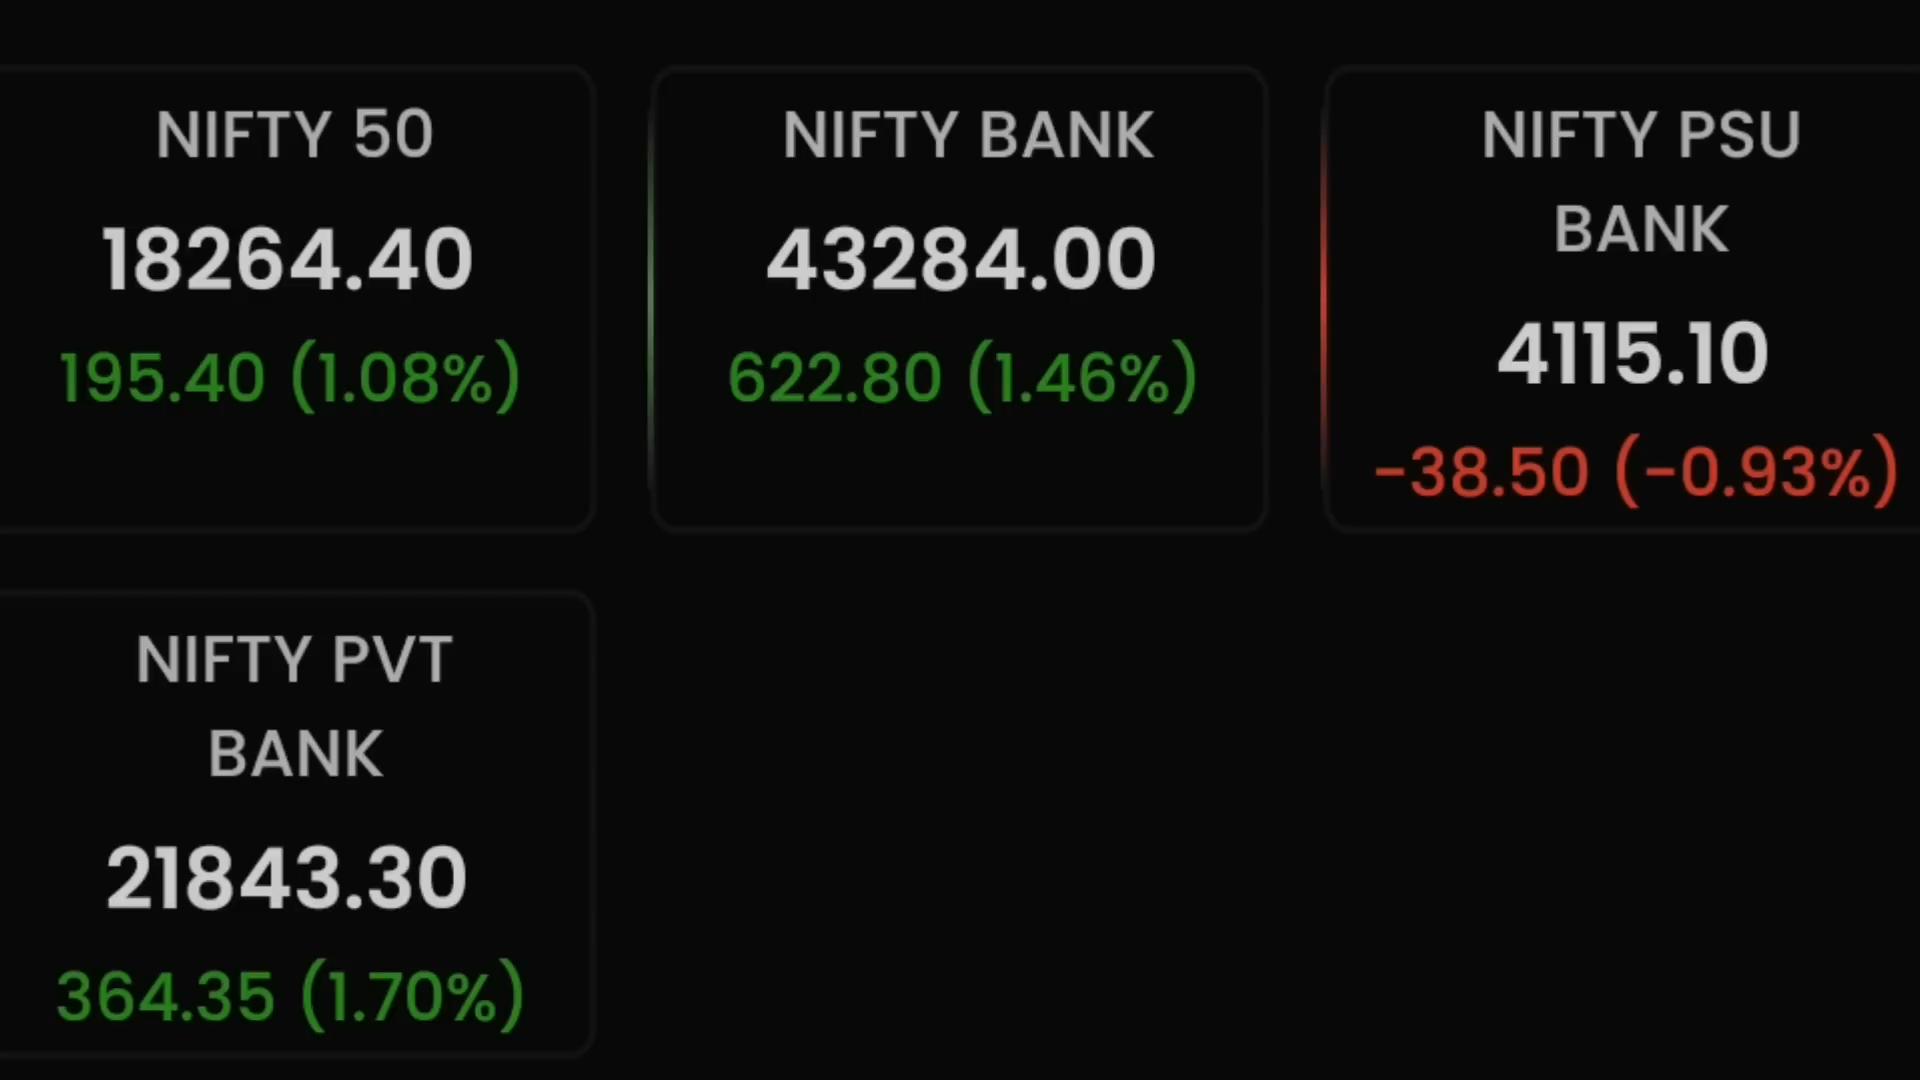 NIFTY 50
18264.40
195.40 (1.08%)
NIFTY BANK
43284.00
622.80 (1.46%)
NIFTY PSU
BANK
4115.10
-38.50 (-0.93%)
NIFTY PVT
BANK
21843.30
364.35 (1.70%)